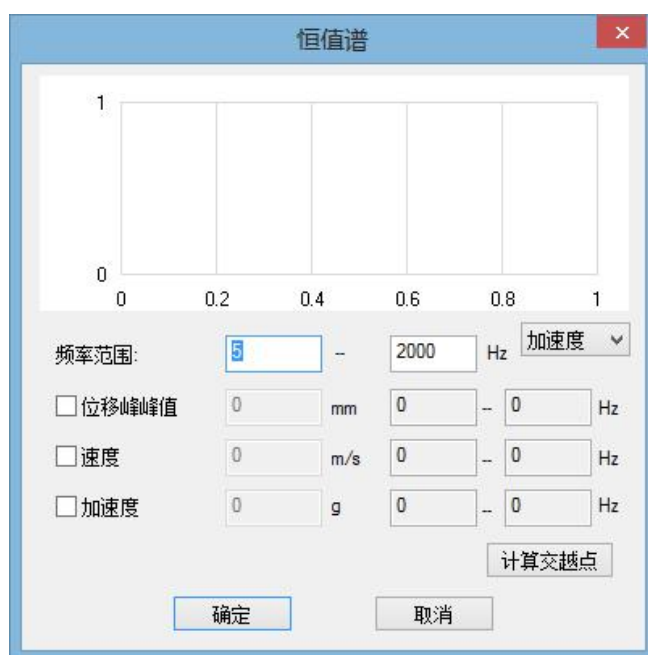 恒值谱
×
1
0
0 0.2 0.4 0.6 0.8 1
频率范围: 5 -- 2000 Hz 加速度
位移峰峰值 0 mm 0 -- 0 Hz
速度 0 m/s 0 -- 0 Hz
加速度 0 g 0 -- 0 Hz
计算交越点
确定 取消